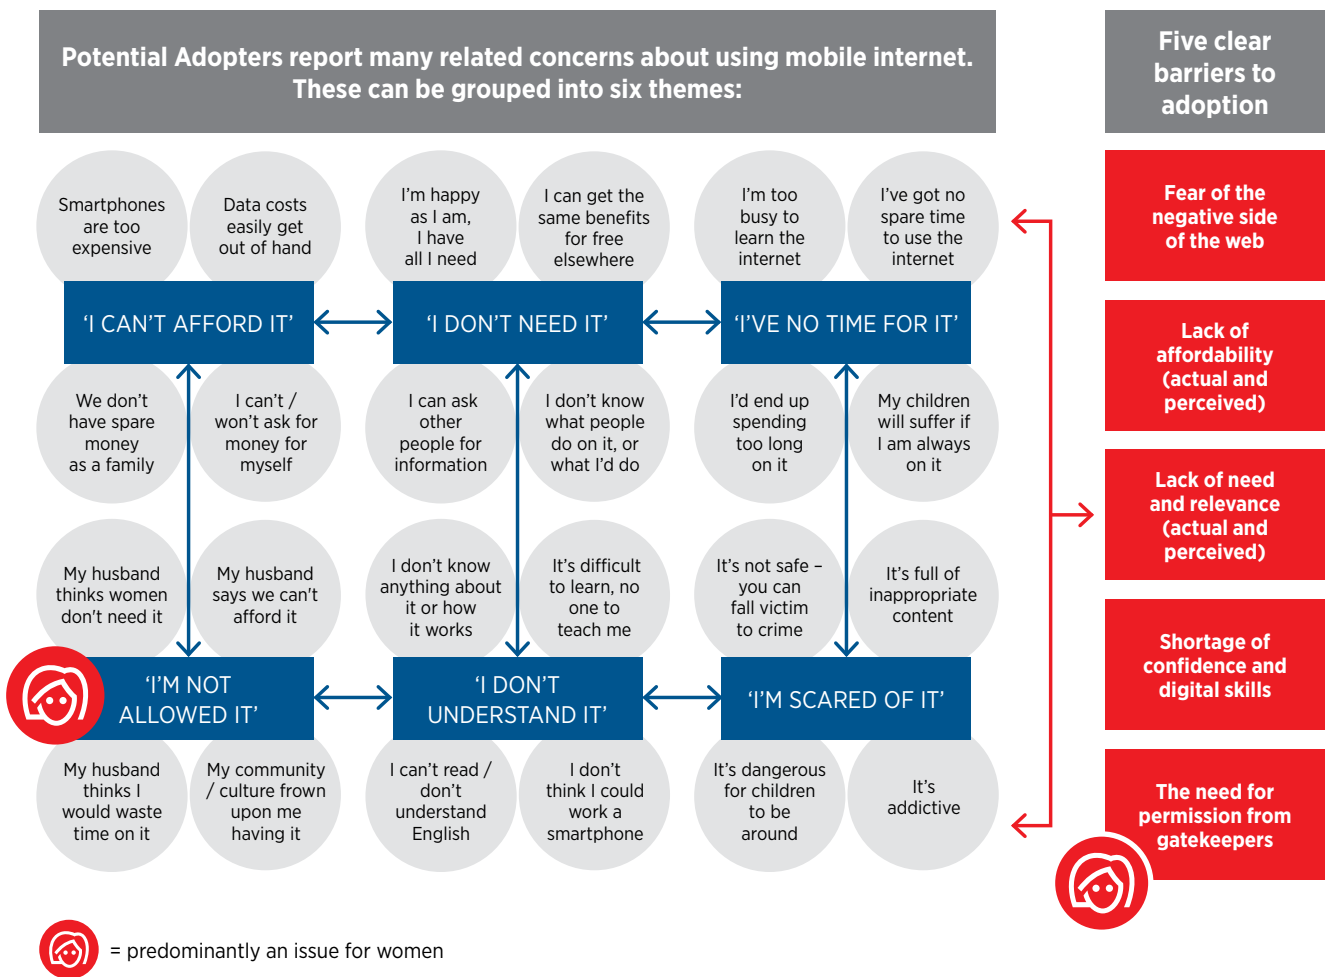 Potential Adopters report many related concerns about using mobile internet.
These can be grouped into six themes:
Five clear
barriers to
adoption
Smartphones
are too
expensive
Data costs
easily get
out of hand
I'm happy
as I am,
I have
all I need
I can get the
same benefits
for free
elsewhere
I'm too
busy to
learn the
internet
I've got no
spare time
to use the
internet
‘I CAN’T AFFORD IT’
‘I DON’T NEED IT’
‘I’VE NO TIME FOR IT’
We don't
have spare
money
as a family
I can't /
won't ask for
money for
myself
I can ask
other
people for
information
I don't know
what people
do on it, or
what I'd do
I'd end up
spending
too long
on it
My children
will suffer if
I am always
on it
My husband
thinks women
don't need it
My husband
says we can't
afford it
I don't know
anything about
it or how
it works
It's difficult
to learn, no
one to
teach me
It's not safe –
you can
fall victim
to crime
It's full of
inappropriate
content
‘I’M NOT
ALLOWED IT’
‘I DON’T
UNDERSTAND IT’
‘I’M SCARED OF IT’
My husband
thinks I
would waste
time on it
My community
/ culture frown
upon me
having it
I can't read /
don't
understand
English
I don't
think I could
work a
smartphone
It's dangerous
for children
to be
around
It's
addictive
Fear of the
negative side
of the web
Lack of
affordability
(actual and
perceived)
Lack of need
and relevance
(actual and
perceived)
Shortage of
confidence and
digital skills
The need for
permission from
gatekeepers
= predominantly an issue for women